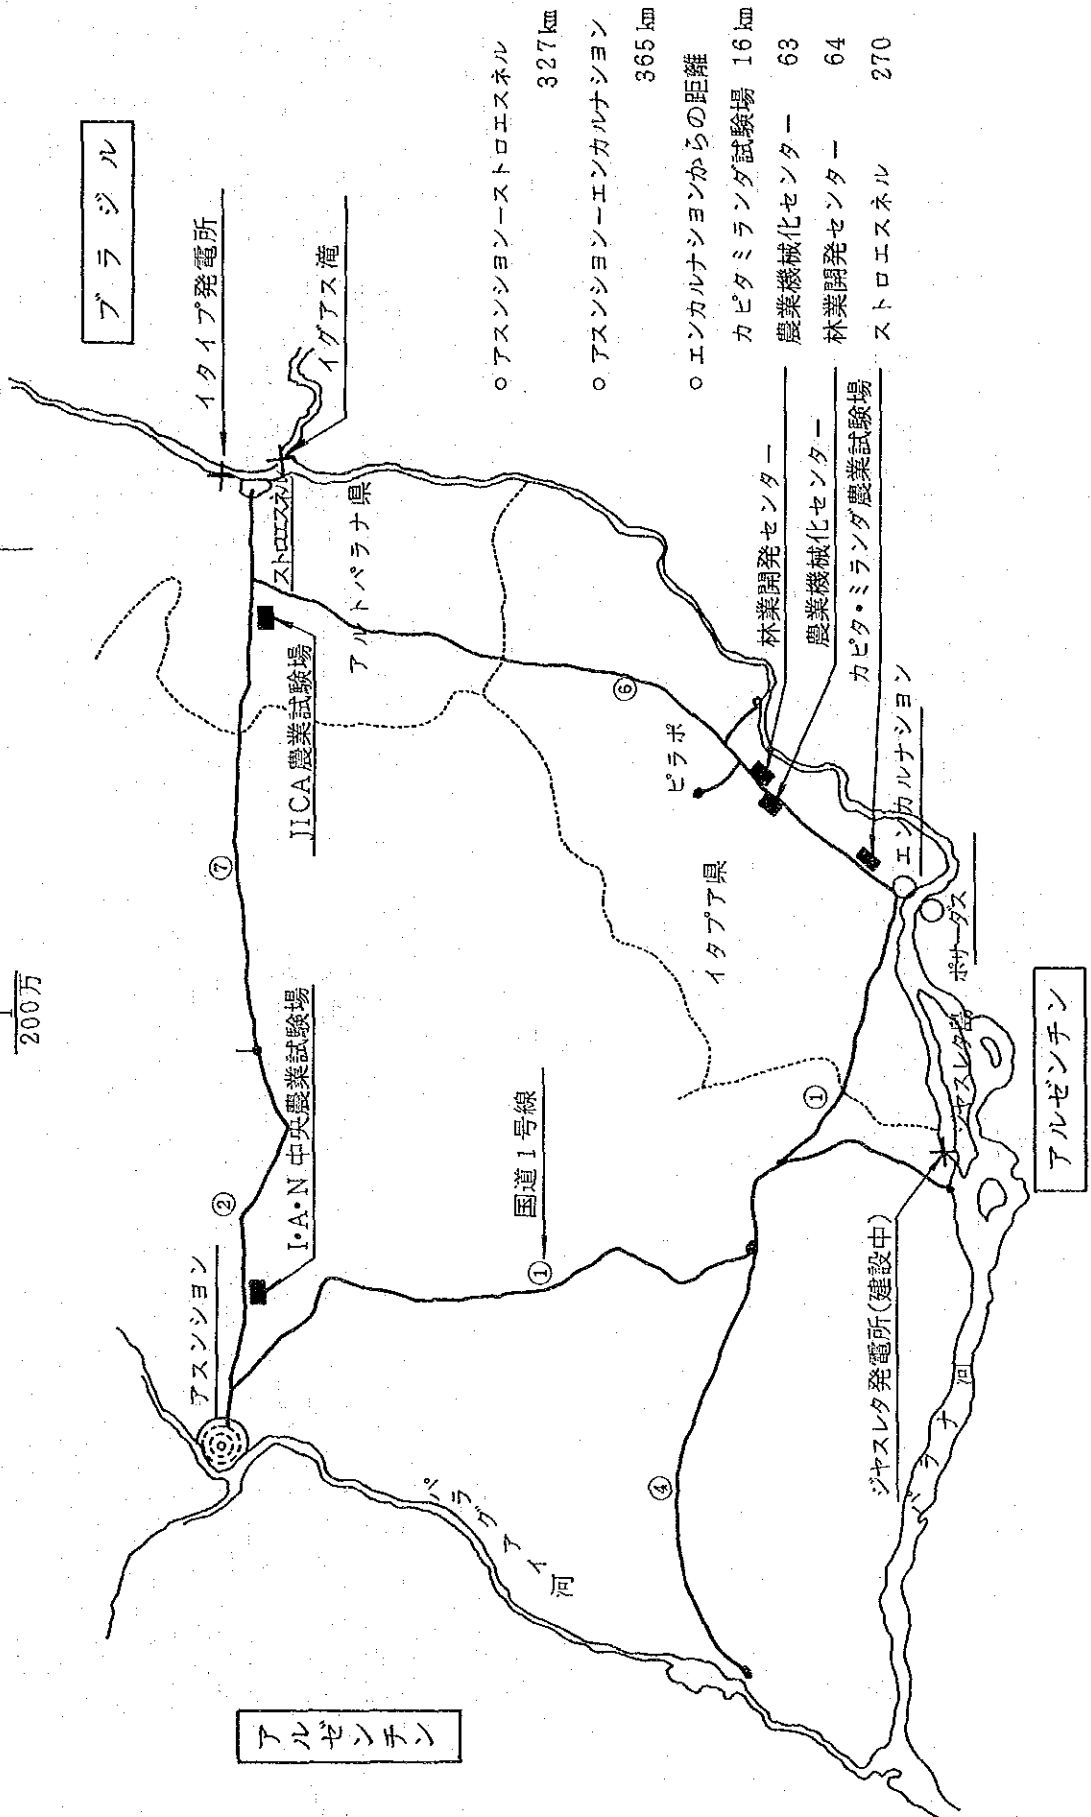 1
200万
ブラジル
イタイプ発電所
イグアス滝
ストロエスネル
アルトパラナ県
JICA農業試験場
⑦
I・A・N 中央農業試験場
②
アスンション
国道1号線
①
⑥
ピラポ
イタプア県
林業開発センター
農業機械化センター
カピタ・ミランダ農業試験場
エンカルナション
ポサーダス
①
④
ジャスレタ発電所(建設中)
パラグアイ河
パラナ河
アルゼンチン
アルゼンチン
○ アスンションーストロエスネル
327㎞
○ アスンションーエンカルナション
365㎞
○ エンカルナションからの距離
カピタミランダ試験場 16㎞
農業機械化センター 63
林業開発センター 64
ストロエスネル 270